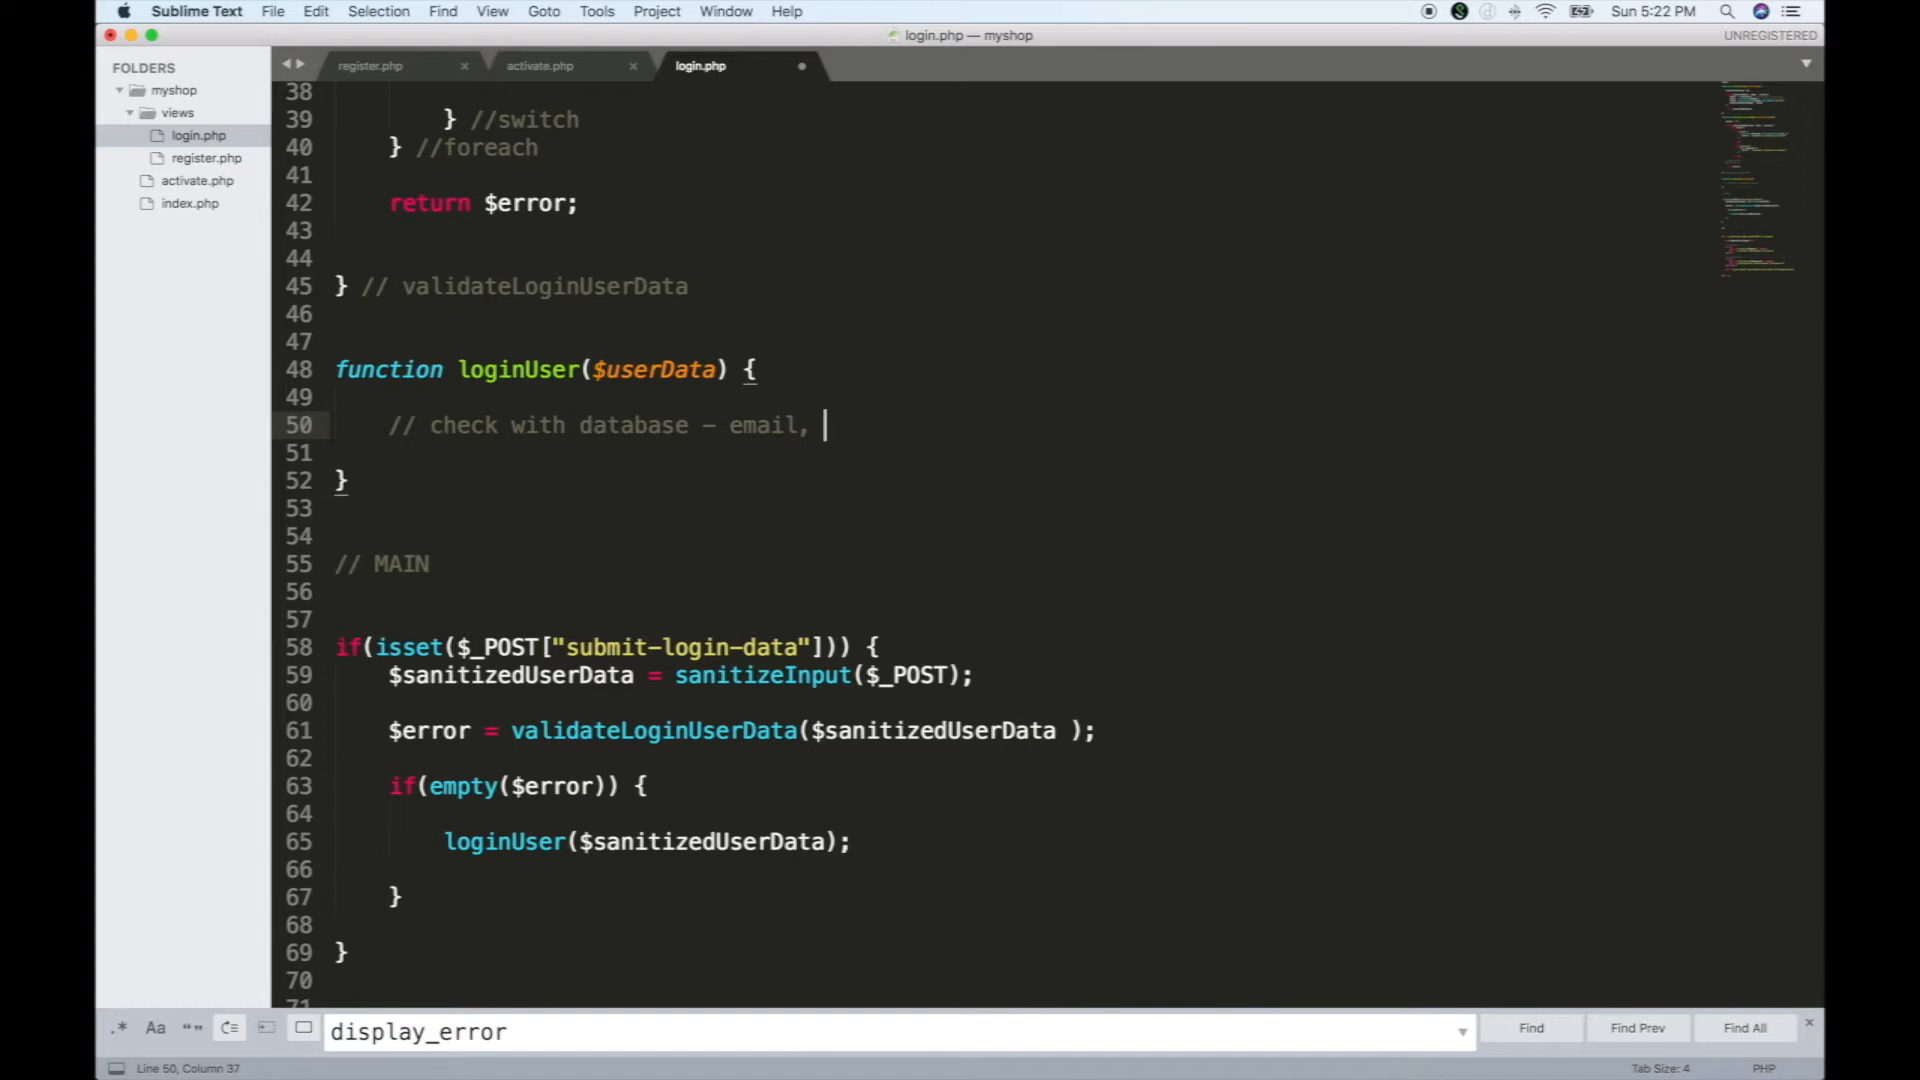 Sublime Text File Edit Selection Find View Goto Tools Project Window Help Sun 5:22 PM
login.php — myshop UNREGISTERED
FOLDERS
myshop
views
login.php
register.php
activate.php
index.php
register.php activate.php login.php
38
39 } //switch
40 } //foreach
41
42 return $error;
43
44
45 } // validateLoginUserData
46
47
48 function loginUser($userData) {
49
50 // check with database - email,
51
52 }
53
54
55 // MAIN
56
57
58 if(isset($_POST["submit-login-data"])) {
59 $sanitizedUserData = sanitizeInput($_POST);
60
61 $error = validateLoginUserData($sanitizedUserData );
62
63 if(empty($error)) {
64
65 loginUser($sanitizedUserData);
66
67 }
68
69 }
70
71
.* Aa “” display_error Find Find Prev Find All
Line 50, Column 37 Tab Size: 4 PHP